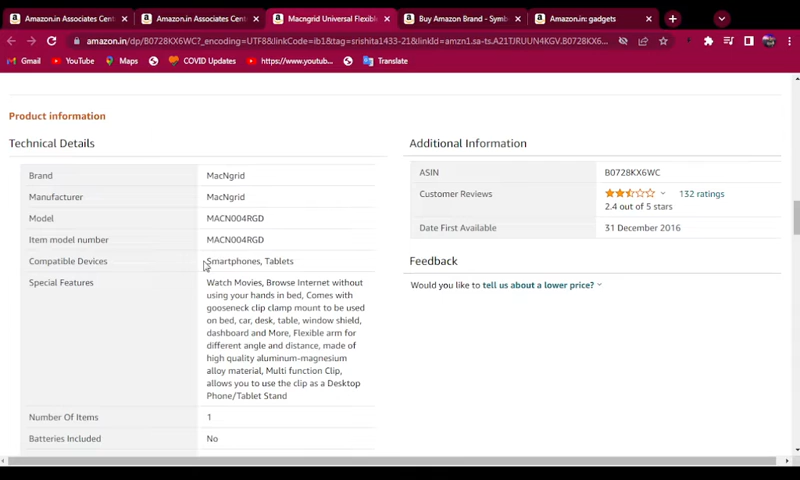 Amazon.in Associates Cent
Amazon.in Associates Cent
Macngrid Universal Flexible
Buy Amazon Brand - Symb
Amazon.in: gadgets
amazon.in/dp/B0728KX6WC?_encoding=UTF8&linkCode=ib1&tag=srishita1433-21&linkId=amzn1.sa-ts.A21TJRUUN4KGV.B0728KX6...
Gmail
YouTube
Maps
COVID Updates
https://www.youtub...
Translate
Product information
Technical Details
Brand MacNgrid
Manufacturer MacNgrid
Model MACN004RGD
Item model number MACN004RGD
Compatible Devices Smartphones, Tablets
Special Features Watch Movies, Browse Internet without
using your hands in bed, Comes with
gooseneck clip clamp mount to be used
on bed, car, desk, table, window shield,
dashboard and More, Flexible arm for
different angle and distance, made of
high quality aluminum-magnesium
alloy material, Multi function Clip,
allows you to use the clip as a Desktop
Phone/Tablet Stand
Number Of Items 1
Batteries Included No
Additional Information
ASIN B0728KX6WC
Customer Reviews 132 ratings
2.4 out of 5 stars
Date First Available 31 December 2016
Feedback
Would you like to tell us about a lower price?